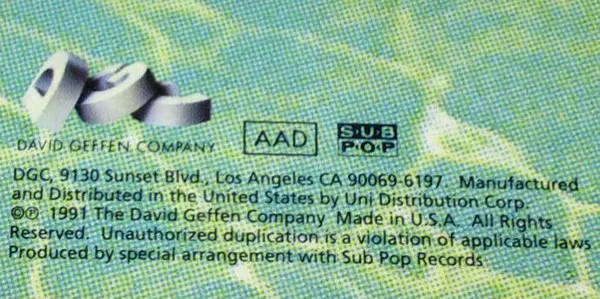 DGC
DAVID GEFFEN COMPANY
AAD
SUB
POP
DGC, 9130 Sunset Blvd., Los Angeles CA 90069-6197. Manufactured
and Distributed in the United States by Uni Distribution Corp.
©℗ 1991 The David Geffen Company Made in U.S.A. All Rights
Reserved. Unauthorized duplication is a violation of applicable laws
Produced by special arrangement with Sub Pop Records